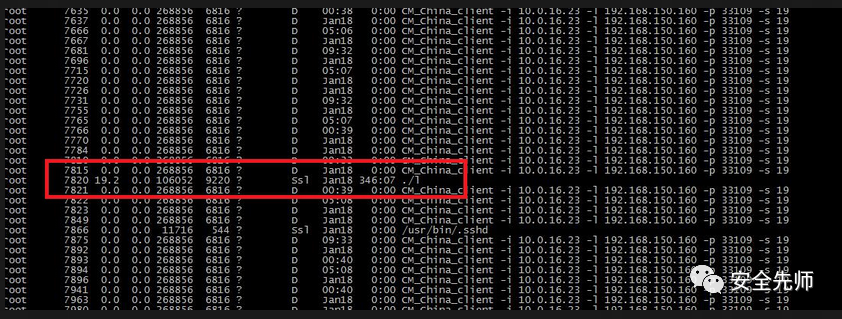 root 7635 0.0 0.0 268856 6816 ? D 00:38 0:00 CM_China_client -i 10.0.16.23 -l 192.168.150.160 -p 33109 -s 19
root 7637 0.0 0.0 268856 6816 ? D Jan18 0:00 CM_China_client -i 10.0.16.23 -l 192.168.150.160 -p 33109 -s 19
root 7666 0.0 0.0 268856 6816 ? D 05:06 0:00 CM_China_client -i 10.0.16.23 -l 192.168.150.160 -p 33109 -s 19
root 7667 0.0 0.0 268856 6816 ? D Jan18 0:00 CM_China_client -i 10.0.16.23 -l 192.168.150.160 -p 33109 -s 19
root 7681 0.0 0.0 268856 6816 ? D 09:32 0:00 CM_China_client -i 10.0.16.23 -l 192.168.150.160 -p 33109 -s 19
root 7696 0.0 0.0 268856 6816 ? D Jan18 0:00 CM_China_client -i 10.0.16.23 -l 192.168.150.160 -p 33109 -s 19
root 7715 0.0 0.0 268856 6816 ? D 05:07 0:00 CM_China_client -i 10.0.16.23 -l 192.168.150.160 -p 33109 -s 19
root 7720 0.0 0.0 268856 6816 ? D Jan18 0:00 CM_China_client -i 10.0.16.23 -l 192.168.150.160 -p 33109 -s 19
root 7726 0.0 0.0 268856 6816 ? D Jan18 0:00 CM_China_client -i 10.0.16.23 -l 192.168.150.160 -p 33109 -s 19
root 7731 0.0 0.0 268856 6816 ? D 09:32 0:00 CM_China_client -i 10.0.16.23 -l 192.168.150.160 -p 33109 -s 19
root 7755 0.0 0.0 268856 6816 ? D Jan18 0:00 CM_China_client -i 10.0.16.23 -l 192.168.150.160 -p 33109 -s 19
root 7765 0.0 0.0 268856 6816 ? D 05:07 0:00 CM_China_client -i 10.0.16.23 -l 192.168.150.160 -p 33109 -s 19
root 7766 0.0 0.0 268856 6816 ? D 00:39 0:00 CM_China_client -i 10.0.16.23 -l 192.168.150.160 -p 33109 -s 19
root 7770 0.0 0.0 268856 6816 ? D Jan18 0:00 CM_China_client -i 10.0.16.23 -l 192.168.150.160 -p 33109 -s 19
root 7784 0.0 0.0 268856 6816 ? D Jan18 0:00 CM_China_client -i 10.0.16.23 -l 192.168.150.160 -p 33109 -s 19
root 0.0 0.0 268856 6816 ? D 0:00 CM_China_client -i 10.0.16.23 -l 192.168.150.160 -p 33109 -s 19
root 7815 0.0 0.0 268856 6816 ? D Jan18 0:00 CM_China_client -i 10.0.16.23 -l 192.168.150.160 -p 33109 -s 19
root 7820 19.2 0.0 106052 9220 ? Ssl Jan18 346:07 ./l
root 7821 0.0 0.0 268856 6816 ? D 00:39 0:00 CM_China_client -i 10.0.16.23 -l 192.168.150.160 -p 33109 -s 19
root 7822 0.0 0.0 268856 6816 ? D 05:08 0:00 CM_China_client -i 10.0.16.23 -l 192.168.150.160 -p 33109 -s 19
root 7823 0.0 0.0 268856 6816 ? D Jan18 0:00 CM_China_client -i 10.0.16.23 -l 192.168.150.160 -p 33109 -s 19
root 7849 0.0 0.0 268856 6816 ? D Jan18 0:00 CM_China_client -i 10.0.16.23 -l 192.168.150.160 -p 33109 -s 19
root 7866 0.0 0.0 11716 544 ? Ssl Jan18 0:00 /usr/bin/.sshd
root 7875 0.0 0.0 268856 6816 ? D 09:33 0:00 CM_China_client -i 10.0.16.23 -l 192.168.150.160 -p 33109 -s 19
root 7892 0.0 0.0 268856 6816 ? D Jan18 0:00 CM_China_client -i 10.0.16.23 -l 192.168.150.160 -p 33109 -s 19
root 7893 0.0 0.0 268856 6816 ? D 00:40 0:00 CM_China_client -i 10.0.16.23 -l 192.168.150.160 -p 33109 -s 19
root 7894 0.0 0.0 268856 6816 ? D 05:08 0:00 CM_China_client -i 10.0.16.23 -l 192.168.150.160 -p 33109 -s 19
root 7896 0.0 0.0 268856 6816 ? D Jan18 0:00 CM_China_client -i 10.0.16.23 -l 192.168.150.160 -p 33109 -s 19
root 7941 0.0 0.0 268856 6816 ? D 00:40 0:00 CM_China_client -i 10.0.16.23 -l 192.168.150.160 -p 33109 -s 19
root 7963 0.0 0.0 268856 6816 ? D Jan18 0:00 CM_China_client -i 10.0.16.23 -l 192.168.150.160 -p 33109 -s 19
root 7980 0.0 0.0 268856 6816 ? D Jan18 0:00 CM_China_client -i 10.0.16.23 -l 192.168.150.160 -p 33109 -s 19
安全先师